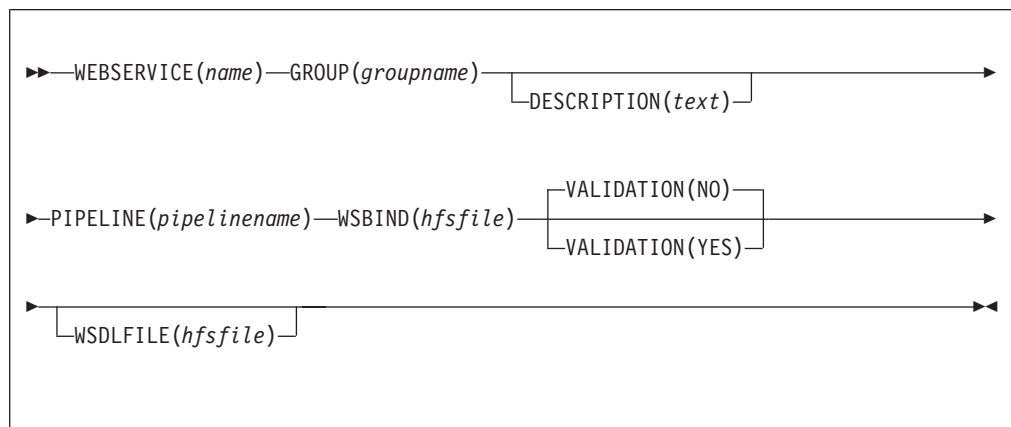 WEBSERVICE(name) GROUP(groupname)
DESCRIPTION(text)
VALIDATION(NO)
PIPELINE(pipelinename) WSBIND(hfsfile)
VALIDATION(YES)
WSDLFILE(hfsfile)